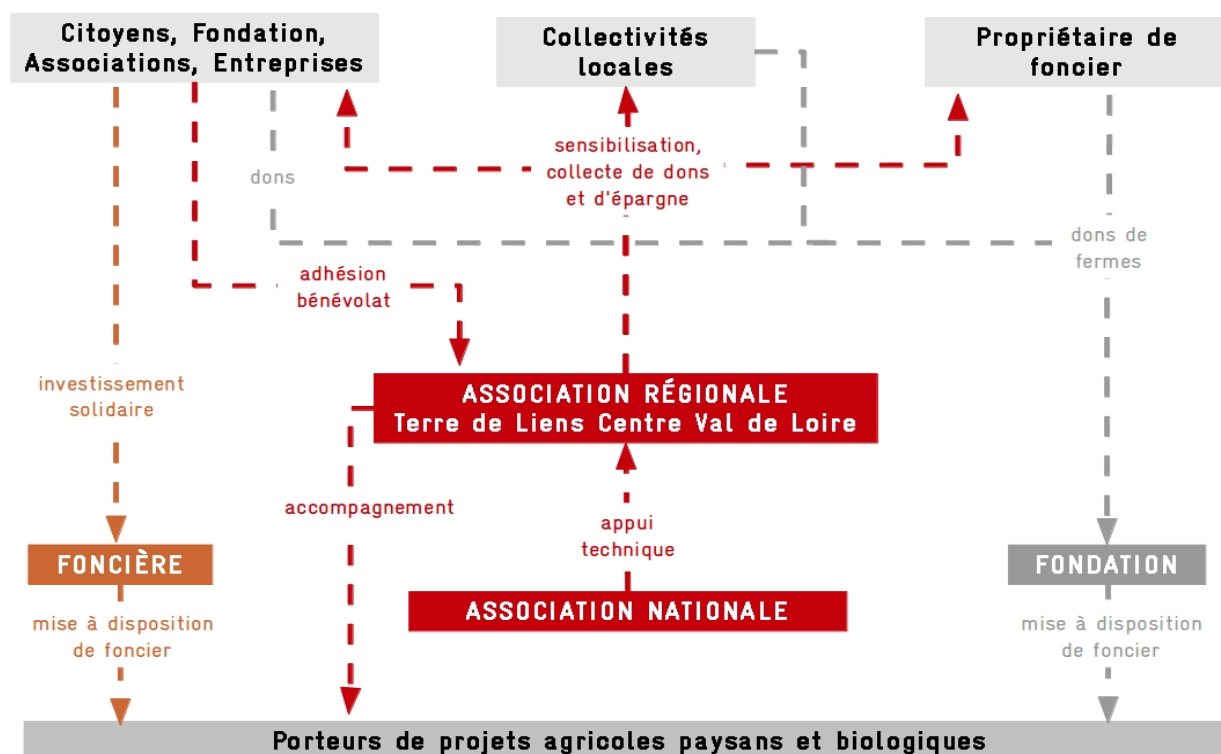 Citoyens, Fondation,
Associations, Entreprises
Collectivités
locales
Propriétaire de
foncier
sensibilisation,
collecte de dons
et d'épargne
dons
dons de
fermes
adhésion
bénévolat
investissement
solidaire
ASSOCIATION RÉGIONALE
Terre de Liens Centre Val de Loire
accompagnement
appui
technique
FONCIÈRE
FONDATION
ASSOCIATION NATIONALE
mise à disposition
de foncier
mise à disposition
de foncier
Porteurs de projets agricoles paysans et biologiques